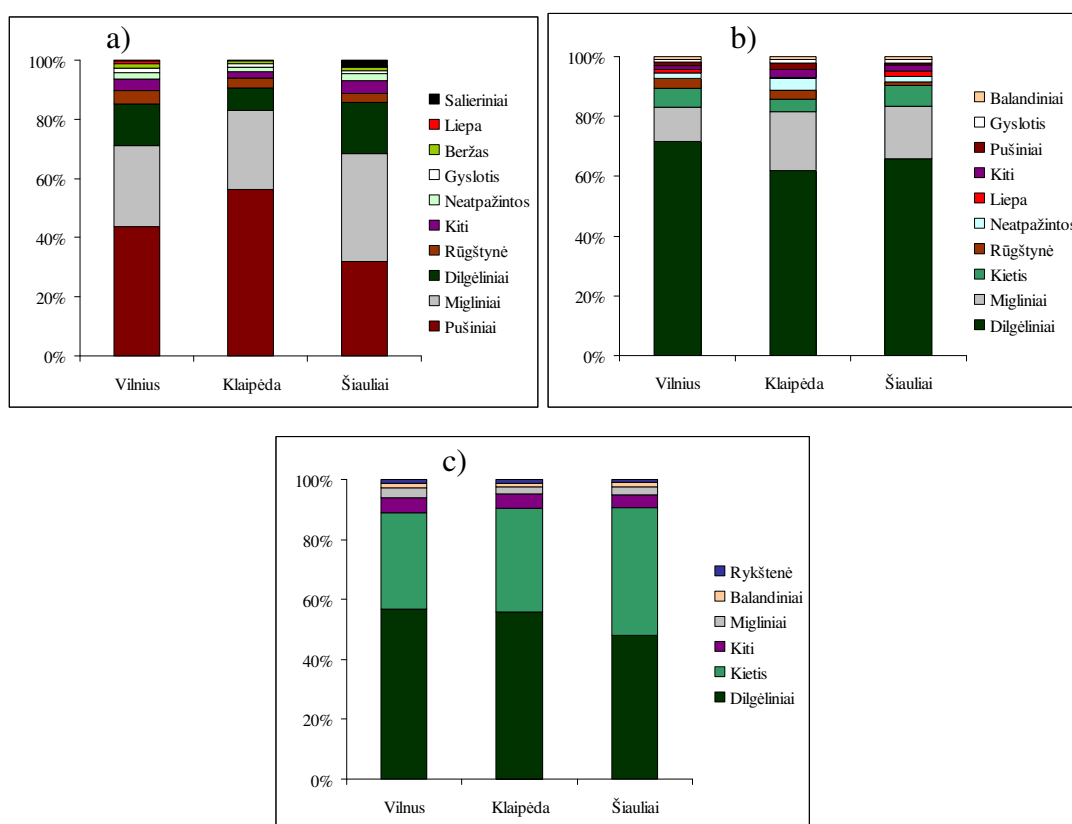 a)
100%
80%
60%
40%
20%
0%
Vilnius
Klaipėda
Šiauliai
Salieriniai
Liepa
Beržas
Gyslotis
Neatpažintos
Kiti
Rūgštynė
Dilgėliniai
Migliniai
Pušiniai
b)
100%
80%
60%
40%
20%
0%
Vilnius
Klaipėda
Šiauliai
Balandiniai
Gyslotis
Pušiniai
Kiti
Liepa
Neatpažintos
Rūgštynė
Kietis
Migliniai
Dilgėliniai
c)
100%
80%
60%
40%
20%
0%
Vilnus
Klaipėda
Šiauliai
Rykštenė
Balandiniai
Migliniai
Kiti
Kietis
Dilgėliniai